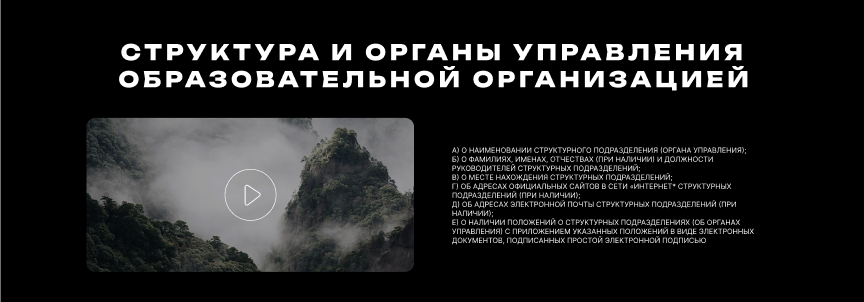 СТРУКТУРА И ОРГАНЫ УПРАВЛЕНИЯ
ОБРАЗОВАТЕЛЬНОЙ ОРГАНИЗАЦИЕЙ
А) О НАИМЕНОВАНИИ СТРУКТУРНОГО ПОДРАЗДЕЛЕНИЯ (ОРГАНА УПРАВЛЕНИЯ);
Б) О ФАМИЛИЯХ, ИМЕНАХ, ОТЧЕСТВАХ (ПРИ НАЛИЧИИ) И ДОЛЖНОСТИ
РУКОВОДИТЕЛЕЙ СТРУКТУРНЫХ ПОДРАЗДЕЛЕНИЙ;
В) О МЕСТЕ НАХОЖДЕНИЯ СТРУКТУРНЫХ ПОДРАЗДЕЛЕНИЙ;
Г) ОБ АДРЕСАХ ОФИЦИАЛЬНЫХ САЙТОВ В СЕТИ «ИНТЕРНЕТ* СТРУКТУРНЫХ
ПОДРАЗДЕЛЕНИЙ (ПРИ НАЛИЧИИ);
Д) ОБ АДРЕСАХ ЭЛЕКТРОННОЙ ПОЧТЫ СТРУКТУРНЫХ ПОДРАЗДЕЛЕНИЙ (ПРИ
НАЛИЧИИ);
Е) О НАЛИЧИИ ПОЛОЖЕНИЙ О СТРУКТУРНЫХ ПОДРАЗДЕЛЕНИЯХ (ОБ ОРГАНАХ
УПРАВЛЕНИЯ) С ПРИЛОЖЕНИЕМ УКАЗАННЫХ ПОЛОЖЕНИЙ В ВИДЕ ЭЛЕКТРОННЫХ
ДОКУМЕНТОВ, ПОДПИСАННЫХ ПРОСТОЙ ЭЛЕКТРОННОЙ ПОДПИСЬЮ